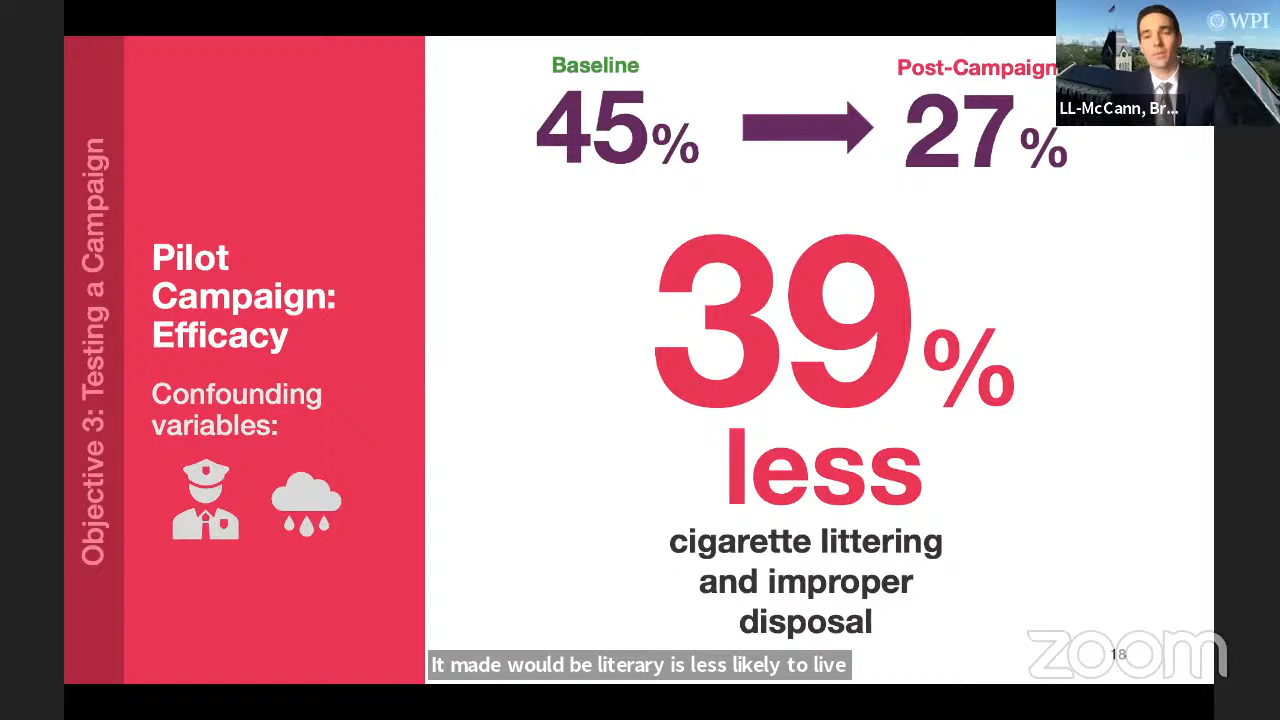 Objective 3: Testing a Campaign
Pilot
Campaign:
Efficacy
Confounding
variables:
Baseline
45%
Post-Campaign
27%
39%
less
cigarette littering
and improper
disposal
It made would be literary is less likely to live
18
zoom
WPI
LL-McCann, Br...